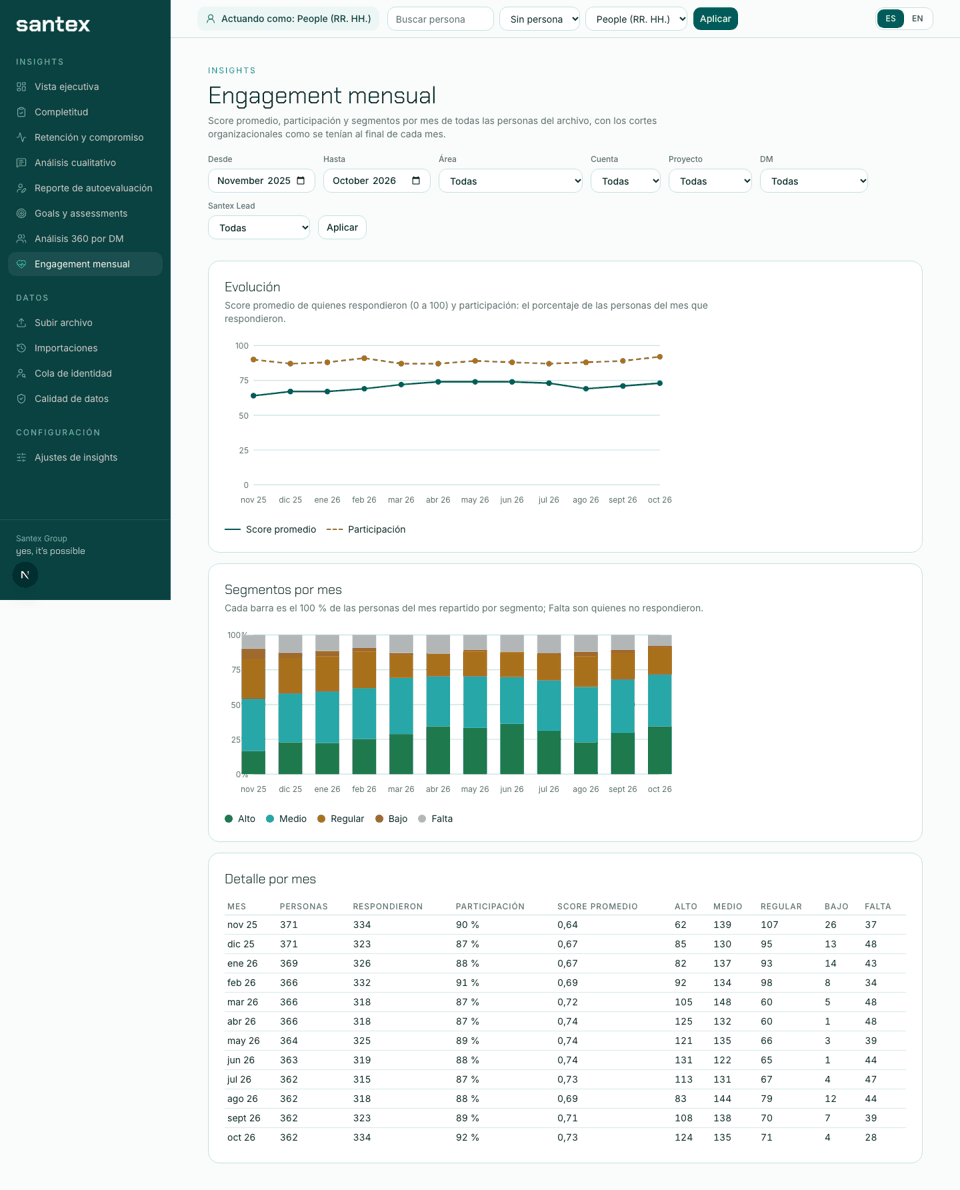 santex
INSIGHTS
Vista ejecutiva
Completitud
Retención y compromiso
Análisis cualitativo
Reporte de autoevaluación
Goals y assessments
Análisis 360 por DM
Engagement mensual
DATOS
Subir archivo
Importaciones
Cola de identidad
Calidad de datos
CONFIGURACIÓN
Ajustes de insights
Santex Group
yes, it's possible
N
Actuando como: People (RR. HH.) Buscar persona Sin persona People (RR. HH.) Aplicar ES EN
INSIGHTS
Engagement mensual
Score promedio, participación y segmentos por mes de todas las personas del archivo, con los cortes
organizacionales como se tenían al final de cada mes.
Desde Hasta Área Cuenta Proyecto DM
November 2025 October 2026 Todas Todas Todas Todas
Santex Lead
Todas Aplicar
Evolución
Score promedio de quienes respondieron (0 a 100) y participación: el porcentaje de las personas del mes que
respondieron.
100
75
50
25
0
nov 25 dic 25 ene 26 feb 26 mar 26 abr 26 may 26 jun 26 jul 26 ago 26 sept 26 oct 26
Score promedio Participación
Segmentos por mes
Cada barra es el 100 % de las personas del mes repartido por segmento; Falta son quienes no respondieron.
100%
75
50
25
0%
nov 25 dic 25 ene 26 feb 26 mar 26 abr 26 may 26 jun 26 jul 26 ago 26 sept 26 oct 26
Alto Medio Regular Bajo Falta
Detalle por mes
MES PERSONAS RESPONDIERON PARTICIPACIÓN SCORE PROMEDIO ALTO MEDIO REGULAR BAJO FALTA
nov 25 371 334 90 % 0,64 62 139 107 26 37
dic 25 371 323 87 % 0,67 85 130 95 13 48
ene 26 369 326 88 % 0,67 82 137 93 14 43
feb 26 366 332 91 % 0,69 92 134 98 8 34
mar 26 366 318 87 % 0,72 105 148 60 5 48
abr 26 366 318 87 % 0,74 125 132 60 1 48
may 26 364 325 89 % 0,74 121 135 66 3 39
jun 26 363 319 88 % 0,74 131 122 65 1 44
jul 26 362 315 87 % 0,73 113 131 67 4 47
ago 26 362 318 88 % 0,69 83 144 79 12 44
sept 26 362 323 89 % 0,71 108 138 70 7 39
oct 26 362 334 92 % 0,73 124 135 71 4 28